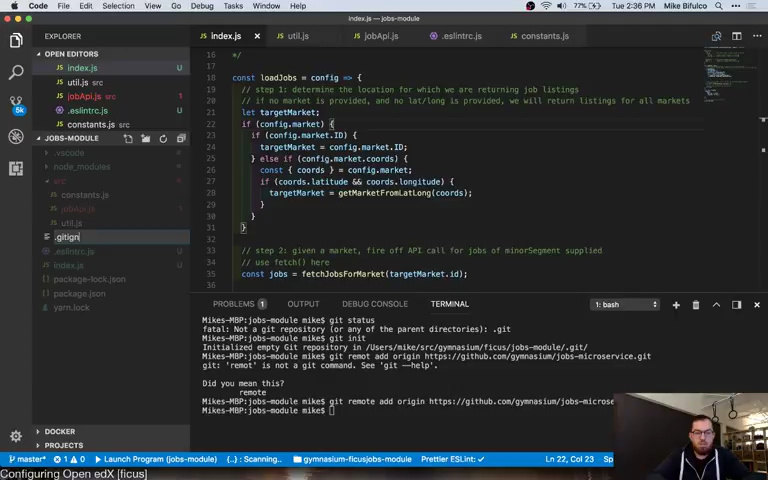 Code File Edit Selection View Go Debug Tasks Window Help
77% Tue 2:36 PM Mike Bifulco
index.js — jobs-module
EXPLORER
index.js
util.js
jobApi.js
.eslintrc.js
constants.js
OPEN EDITORS
index.js U
util.js src
jobApi.js src 1
.eslintrc.js U
constants.js src
5k
JOBS-MODULE
.vscode
node_modules
src
constants.js
jobApi.js
util.js
.gitign
.eslintrc.js
index.js
package-lock.json
package.json
yarn.lock
DOCKER
PROJECTS
16 */
17
18 const loadJobs = config => {
19 // step 1: determine the location for which we are returning job listings
20 // if no market is provided, and no lat/long is provided, we will return listings for all markets
21 let targetMarket;
22 if (config.market) {
23 if (config.market.ID) {
24 targetMarket = config.market.ID;
25 } else if (config.market.coords) {
26 const { coords } = config.market;
27 if (coords.latitude && coords.longitude) {
28 targetMarket = getMarketFromLatLong(coords);
29 }
30 }
31 }
32
33 // step 2: given a market, fire off API call for jobs of minorSegment supplied
34 // use fetch() here
35 const jobs = fetchJobsForMarket(targetMarket.id);
36
PROBLEMS 1 OUTPUT DEBUG CONSOLE TERMINAL 1: bash
Mikes-MBP:jobs-module mike$ git status
fatal: Not a git repository (or any of the parent directories): .git
Mikes-MBP:jobs-module mike$ git init
Initialized empty Git repository in /Users/mike/src/gymnasium/ficus/jobs-module/.git/
Mikes-MBP:jobs-module mike$ git remot add origin https://github.com/gymnasium/jobs-microservice.git
git: 'remot' is not a git command. See 'git --help'.
Did you mean this?
remote
Mikes-MBP:jobs-module mike$ git remote add origin https://github.com/gymnasium/jobs-microse
Mikes-MBP:jobs-module mike$
master* 1 0 Launch Program (jobs-module) {..} : Scanning.. gymnasium-ficusjobs-module Prettier ESLint: ✓ Ln 22, Col 23
Configuring Open edX [ficus]